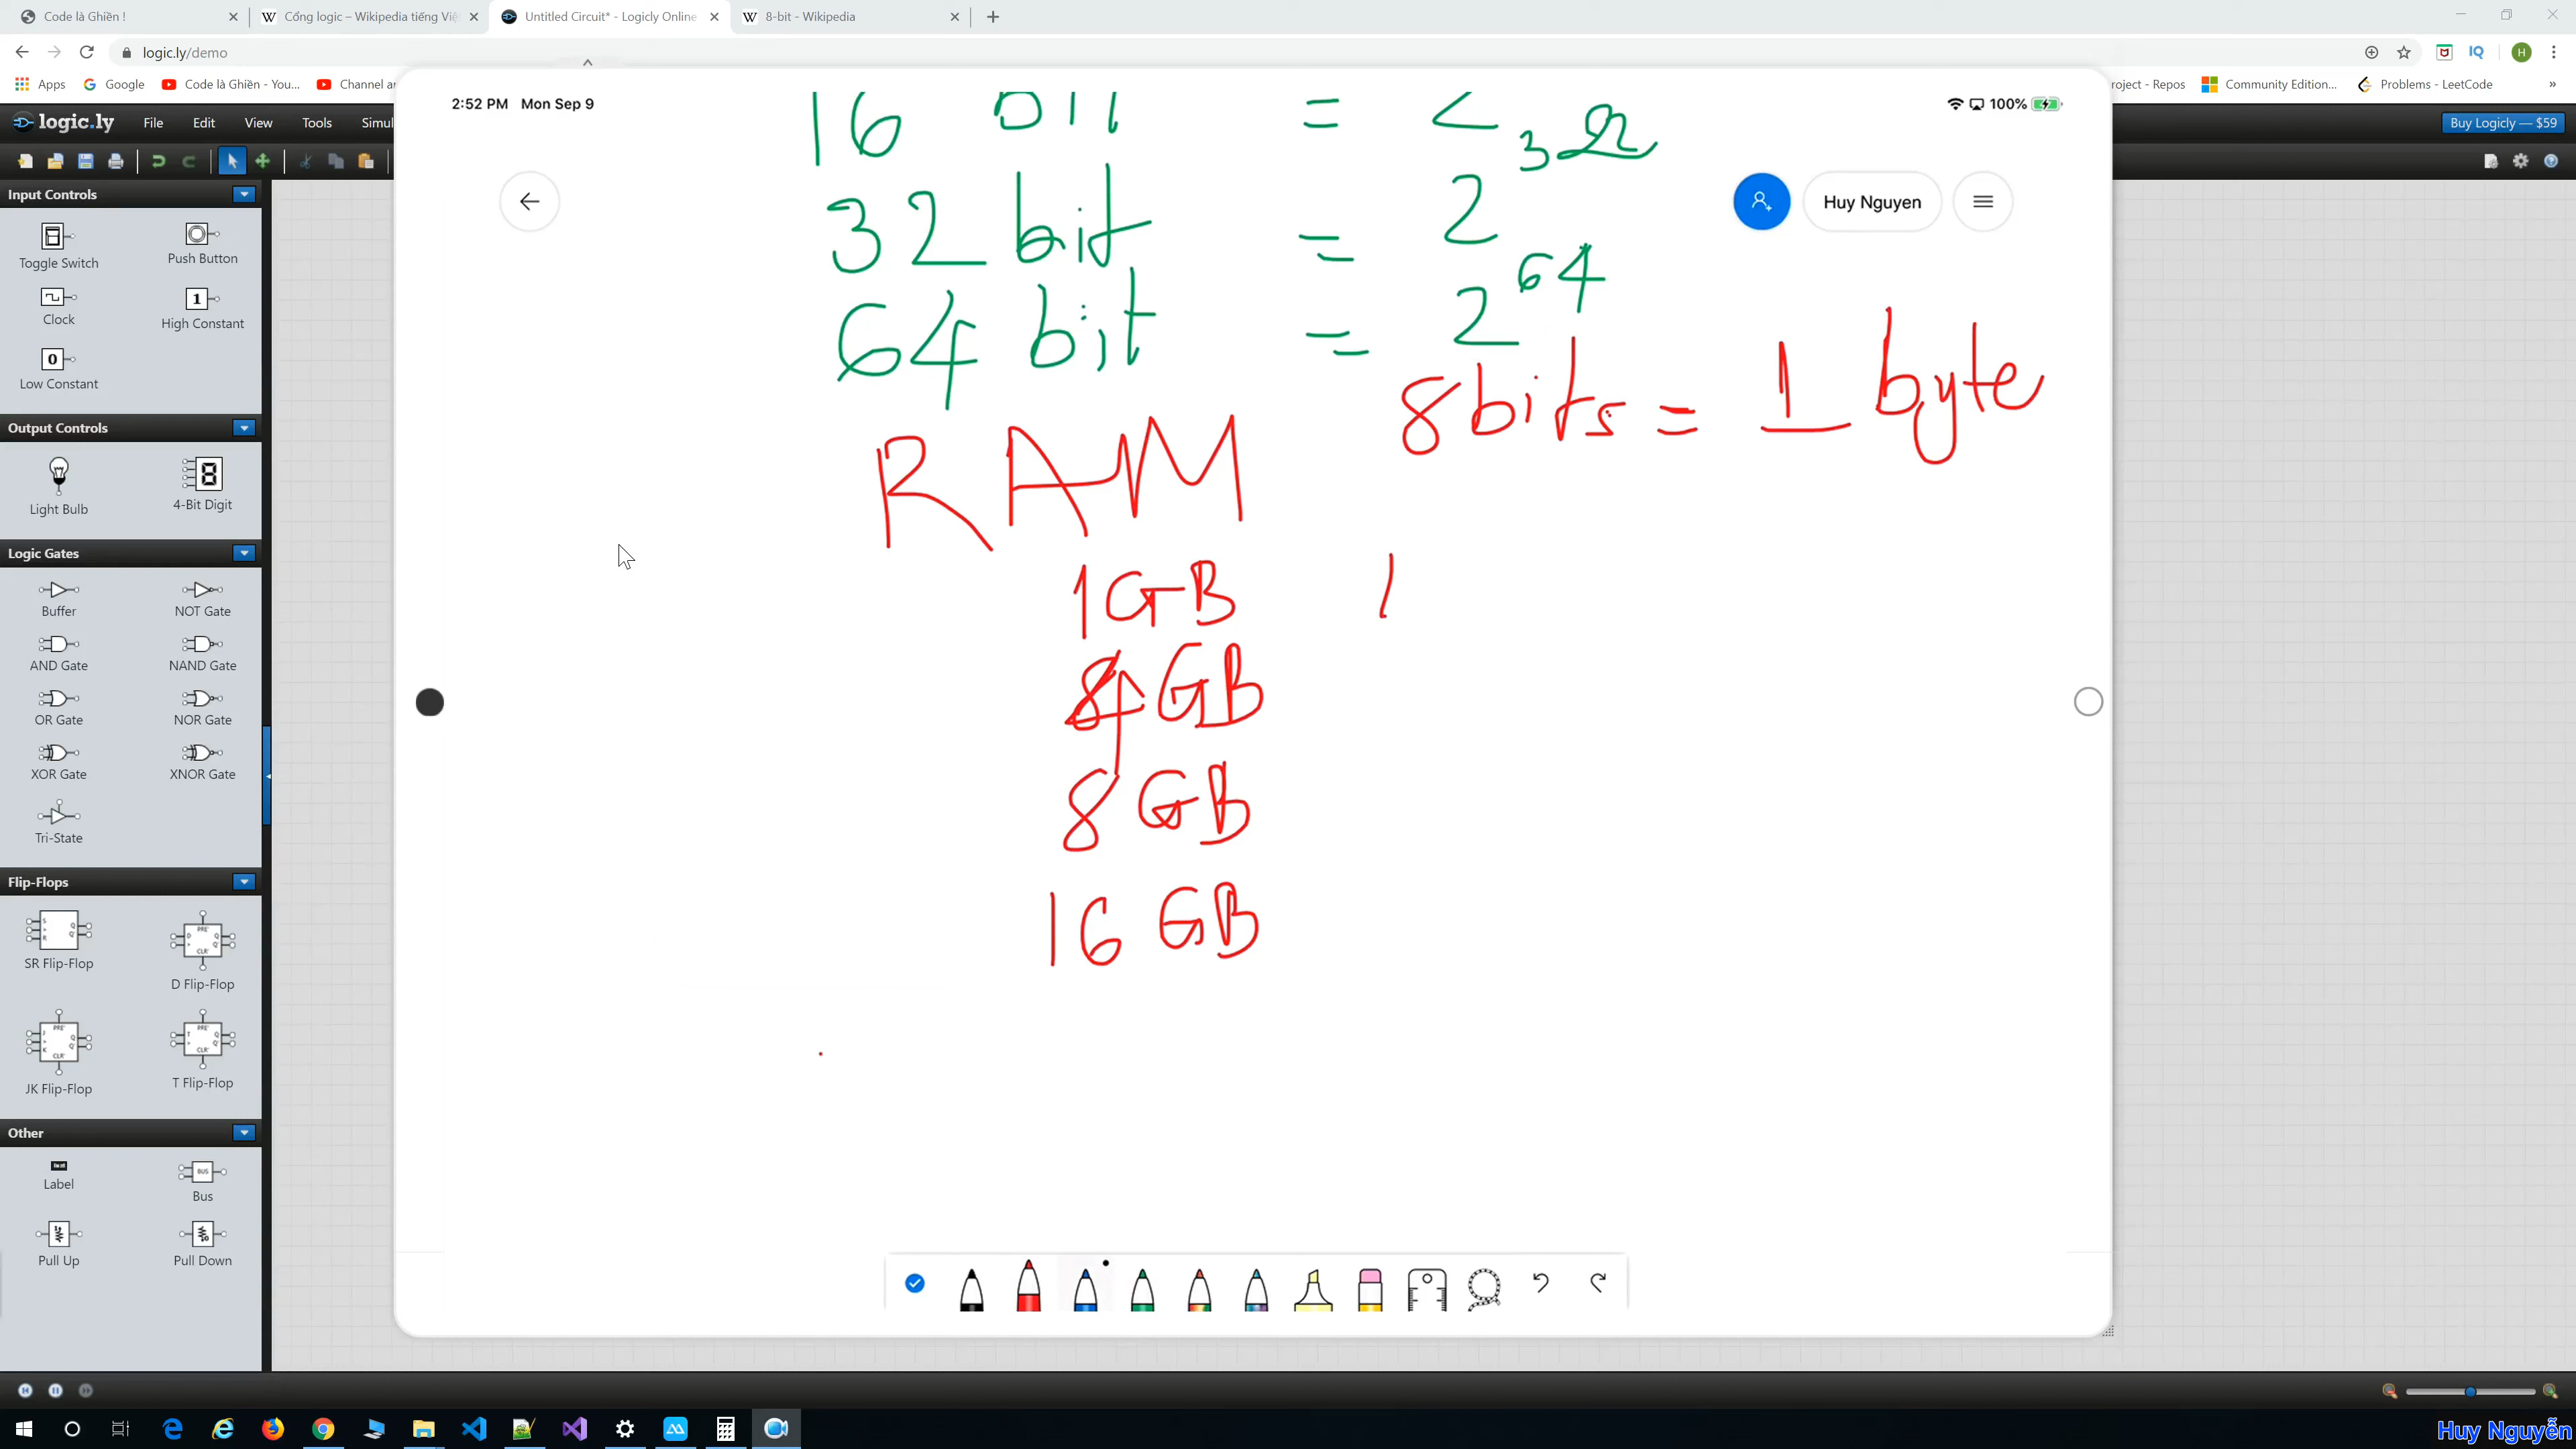 Code là Ghiền !
Cổng logic – Wikipedia tiếng Việ
Untitled Circuit* - Logicly Online
8-bit - Wikipedia
logic.ly/demo
Apps
Google
Code là Ghiền - You...
Channel an
roject - Repos
Community Edition...
Problems - LeetCode
logic.ly
File
Edit
View
Tools
Simul
Buy Logicly — $59
Input Controls
Toggle Switch
Push Button
Clock
High Constant
Low Constant
Output Controls
Light Bulb
4-Bit Digit
Logic Gates
Buffer
NOT Gate
AND Gate
NAND Gate
OR Gate
NOR Gate
XOR Gate
XNOR Gate
Tri-State
Flip-Flops
SR Flip-Flop
D Flip-Flop
JK Flip-Flop
T Flip-Flop
Other
Label
Bus
Pull Up
Pull Down
2:52 PM Mon Sep 9
100%
Huy Nguyen
16 bit = 2
32 bit = 2^32
64 bit = 2^64
8bits = 1 byte
RAM
1GB 1
4 GB
8 GB
16 GB
Huy Nguyễn